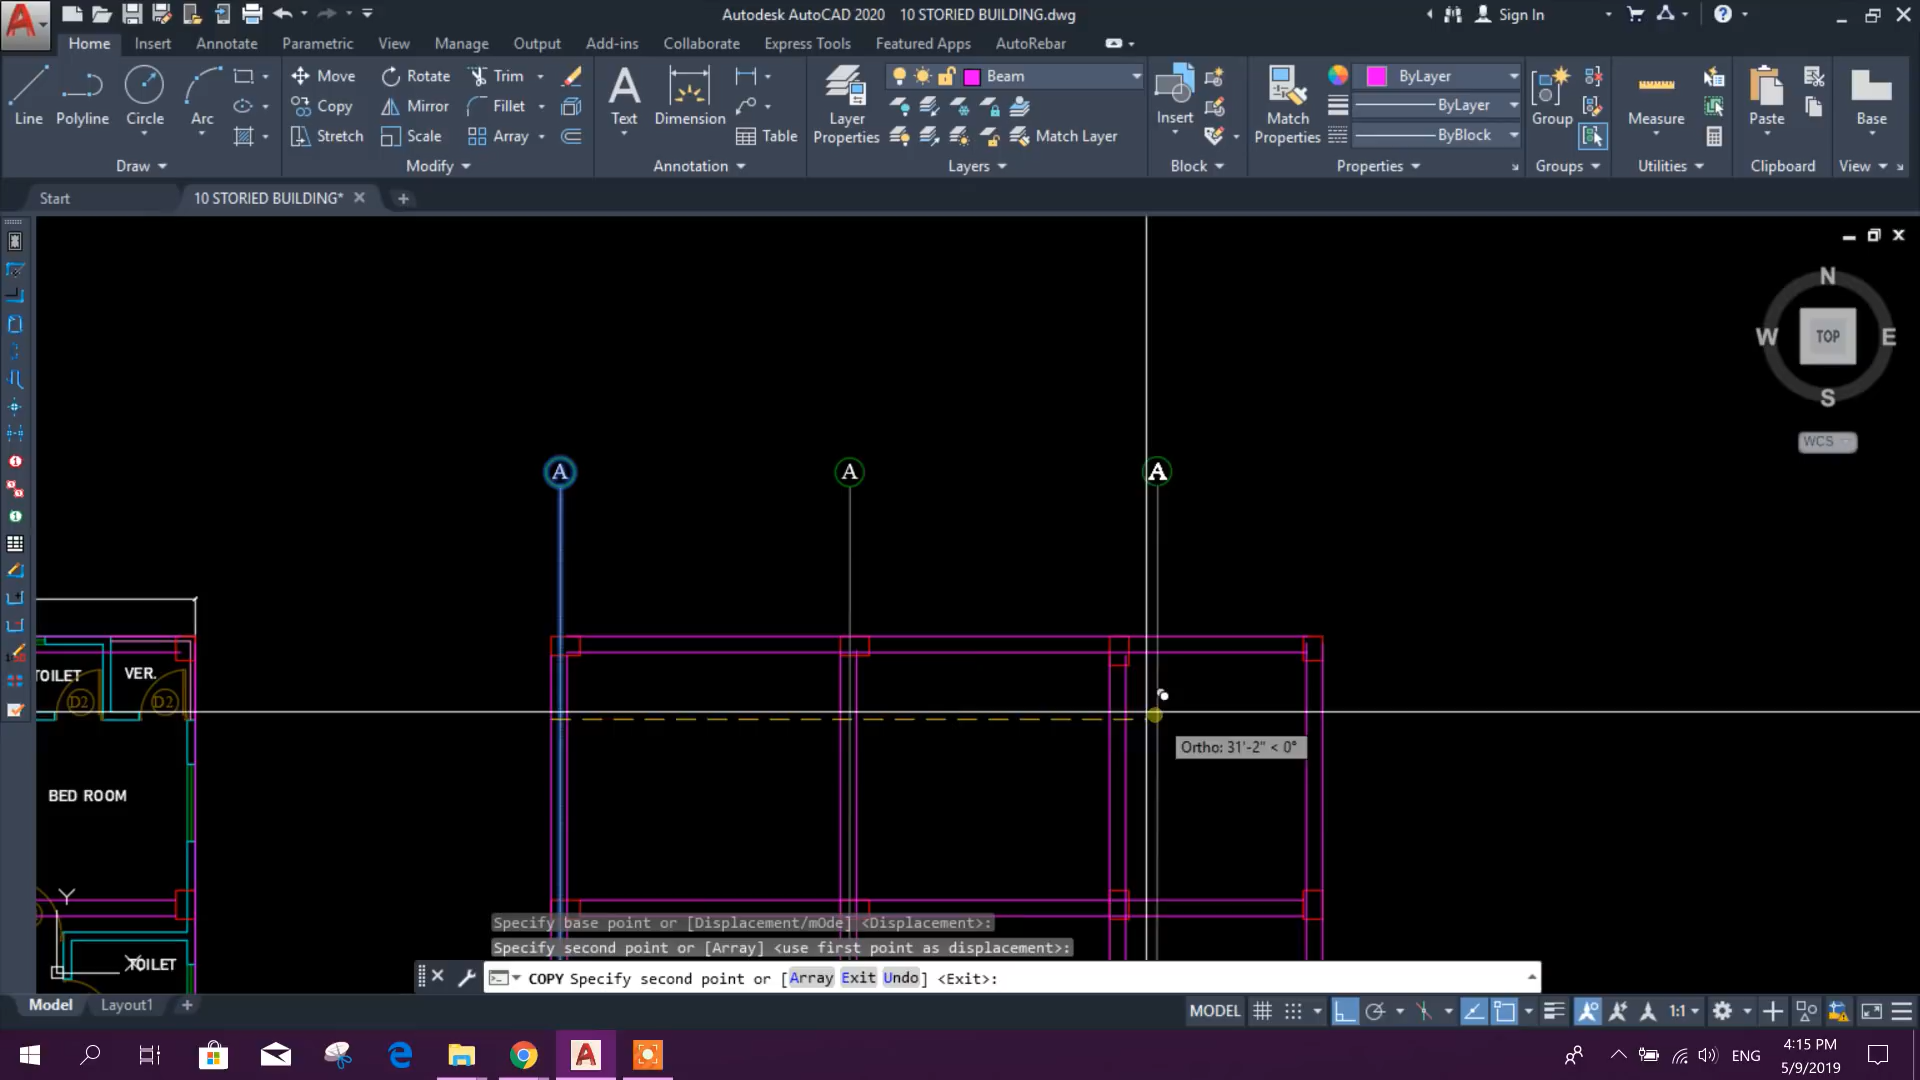 Autodesk AutoCAD 2020 10 STORIED BUILDING.dwg
Sign In
Home Insert Annotate Parametric View Manage Output Add-ins Collaborate Express Tools Featured Apps AutoRebar
Line Polyline Circle Arc
Move Rotate Trim
Copy Mirror Fillet
Stretch Scale Array
Text Dimension Table
Layer Properties
Beam
Match Layer
Insert
Match Properties
ByLayer
ByLayer
ByBlock
Group
Measure
Paste
Base
Draw Modify Annotation Layers Block Properties Groups Utilities Clipboard View
Start 10 STORIED BUILDING*
N
W TOP E
S
WCS
A A A
TOILET VER.
D2 D2
BED ROOM
Y
X TOILET
Ortho: 31'-2" < 0°
Specify base point or [Displacement/mOde] <Displacement>:
Specify second point or [Array] <use first point as displacement>:
COPY Specify second point or [Array Exit Undo] <Exit>:
Model Layout1
MODEL 1:1
ENG
4:15 PM
5/9/2019